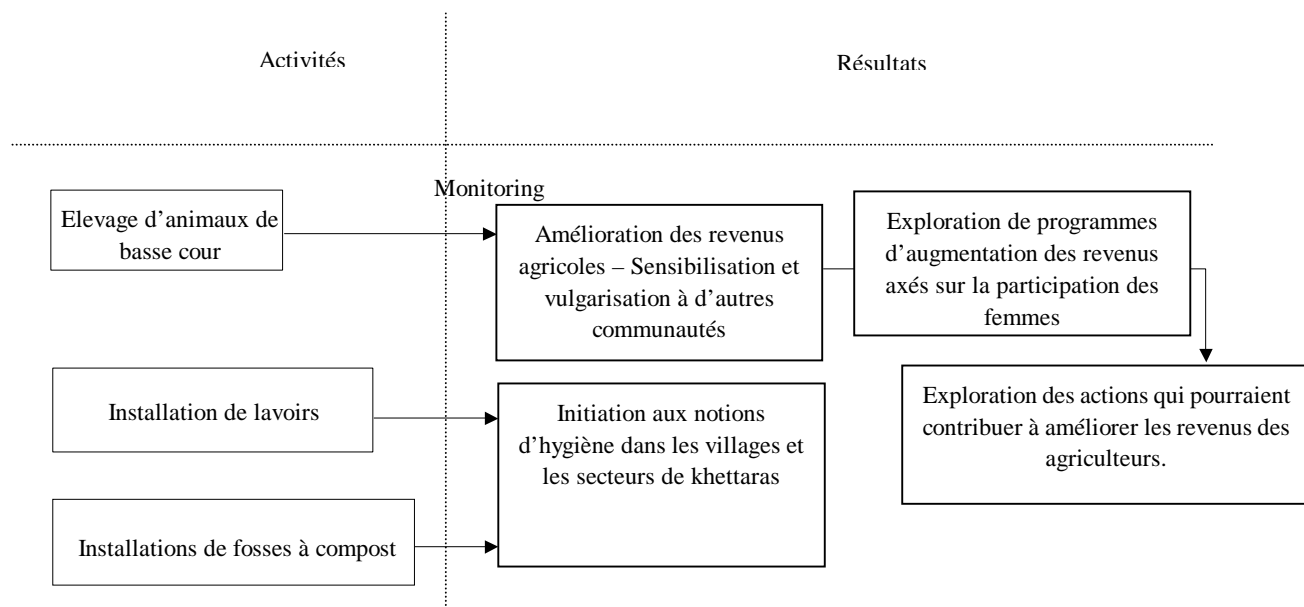 Activités
Résultats
Monitoring
Elevage d'animaux de
basse cour
Amélioration des revenus
agricoles – Sensibilisation et
vulgarisation à d'autres
communautés
Exploration de programmes
d'augmentation des revenus
axés sur la participation des
femmes
Installation de lavoirs
Initiation aux notions
d'hygiène dans les villages et
les secteurs de khettaras
Exploration des actions qui pourraient
contribuer à améliorer les revenus des
agriculteurs.
Installations de fosses à compost